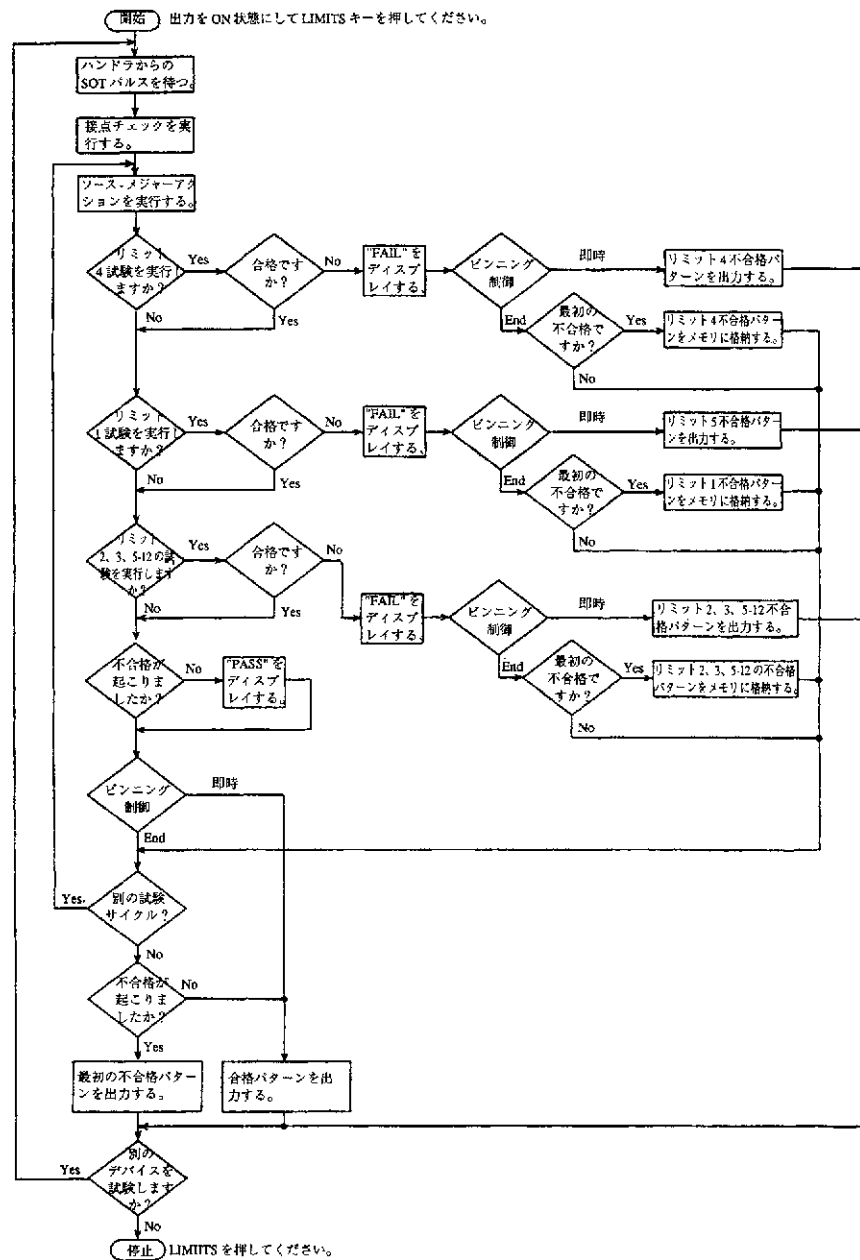 開始
出力を ON 状態にして LIMITS キーを押してください。
ハンドラからの
SOT パルスを待つ。
接点チェックを実
行する。
ソース-メジャーアク
ションを実行する。
リミット
4 試験を実行し
ますか？
Yes
No
合格です
か？
No
Yes
"FAIL" を
ディスプ
レイする、
ビンニング
制御
即時
End
リミット 4 不合格パ
ターンを出力する。
最初の
不合格で
すか？
Yes
No
リミット 4 不合格パター
ンをメモリに格納する。
リミット
1 試験を実行し
ますか？
Yes
No
合格です
か？
No
Yes
"FAIL" を
ディスプ
レイする、
ビンニング
制御
即時
End
リミット 5 不合格パター
ンを出力する。
最初の
不合格で
すか？
Yes
No
リミット 1 不合格パター
ンをメモリに格納する。
リミット
2、3、5-12の試
験を実行します
か？
Yes
No
合格です
か？
No
Yes
"FAIL" を
ディスプ
レイする、
ビンニング
制御
即時
End
リミット 2、3、5-12 不合
格パターンを出力する。
最初の
不合格で
すか？
Yes
No
リミット2、3、5-12 の不合格
パターンをメモリに格納する。
不合格が
起こりま
したか？
No
"PASS" を
ディスプ
レイする。
ビンニング
制御
即時
End
別の試験
サイクル？
Yes
No
不合格が
起こりま
したか？
No
Yes
最初の不合格パター
ンを出力する。
合格パターンを出
力する。
別の
デバイスを
試験します
か？
Yes
No
停止
LIMIITS を押してください。